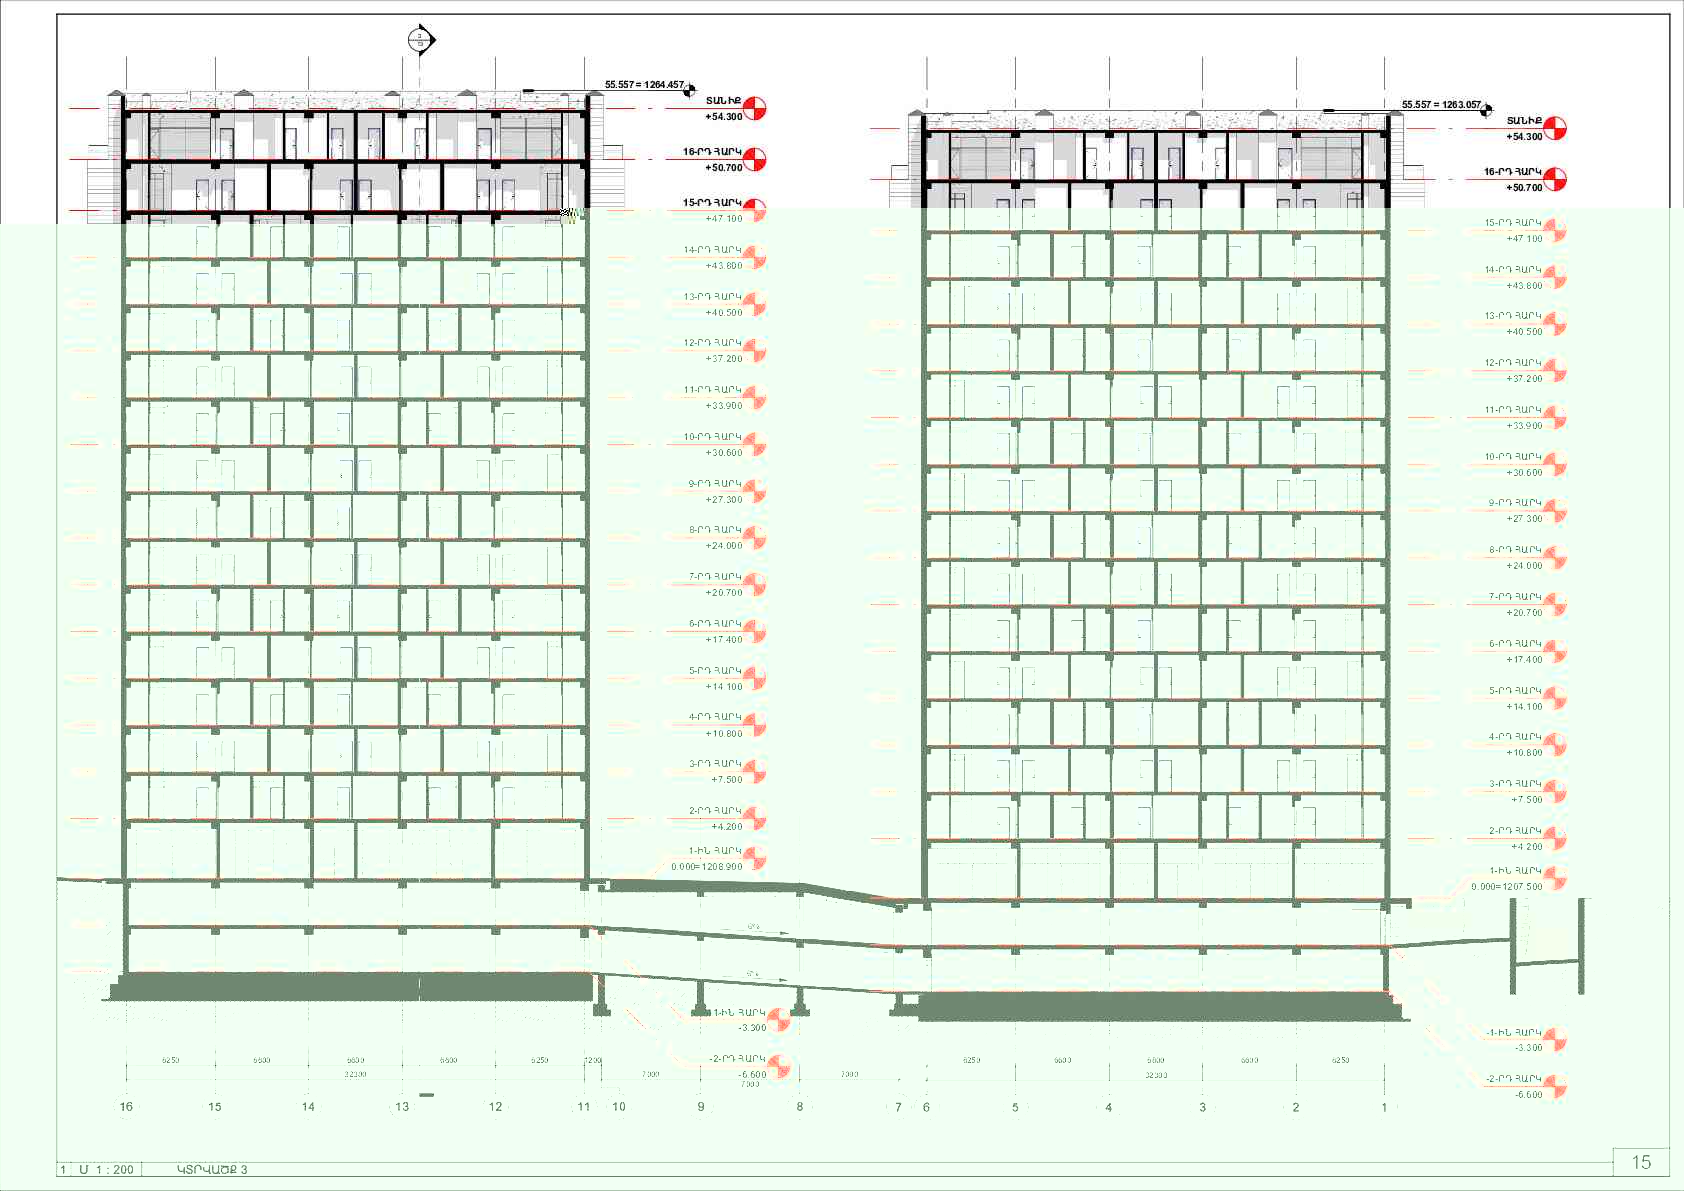 3
55.557 = 1264.457
ՏԱՆԻՔ
+54.300
16-ՐԴ ՀԱՐԿ
+50.700
15-ՐԴ ՀԱՐԿ
+47.100
14-ՐԴ ՀԱՐԿ
+43.800
13-ՐԴ ՀԱՐԿ
+40.500
12-ՐԴ ՀԱՐԿ
+37.200
11-ՐԴ ՀԱՐԿ
+33.900
10-ՐԴ ՀԱՐԿ
+30.600
9-ՐԴ ՀԱՐԿ
+27.300
8-ՐԴ ՀԱՐԿ
+24.000
7-ՐԴ ՀԱՐԿ
+20.700
6-ՐԴ ՀԱՐԿ
+17.400
5-ՐԴ ՀԱՐԿ
+14.100
4-ՐԴ ՀԱՐԿ
+10.800
3-ՐԴ ՀԱՐԿ
+7.500
2-ՐԴ ՀԱՐԿ
+4.200
1-ԻՆ ՀԱՐԿ
0.000=1208.900
55.557 = 1263.057
ՏԱՆԻՔ
+54.300
16-ՐԴ ՀԱՐԿ
+50.700
15-ՐԴ ՀԱՐԿ
+47.100
14-ՐԴ ՀԱՐԿ
+43.800
13-ՐԴ ՀԱՐԿ
+40.500
12-ՐԴ ՀԱՐԿ
+37.200
11-ՐԴ ՀԱՐԿ
+33.900
10-ՐԴ ՀԱՐԿ
+30.600
9-ՐԴ ՀԱՐԿ
+27.300
8-ՐԴ ՀԱՐԿ
+24.000
7-ՐԴ ՀԱՐԿ
+20.700
6-ՐԴ ՀԱՐԿ
+17.400
5-ՐԴ ՀԱՐԿ
+14.100
4-ՐԴ ՀԱՐԿ
+10.800
3-ՐԴ ՀԱՐԿ
+7.500
2-ՐԴ ՀԱՐԿ
+4.200
1-ԻՆ ՀԱՐԿ
0.000=1207.500
6%
6%
-1-ԻՆ ՀԱՐԿ
-3.300
-2-ՐԴ ՀԱՐԿ
-6.600
-1-ԻՆ ՀԱՐԿ
-3.300
-2-ՐԴ ՀԱՐԿ
-6.600
6250 6600 6600 6600 6250 1200
32300 7000 7000 7000
6250 6600 6600 6600 6250
32300
16 15 14 13 12 11 10 9 8 7 6 5 4 3 2 1
1 Մ 1 : 200 ԿՏՐՎԱԾՔ 3
15